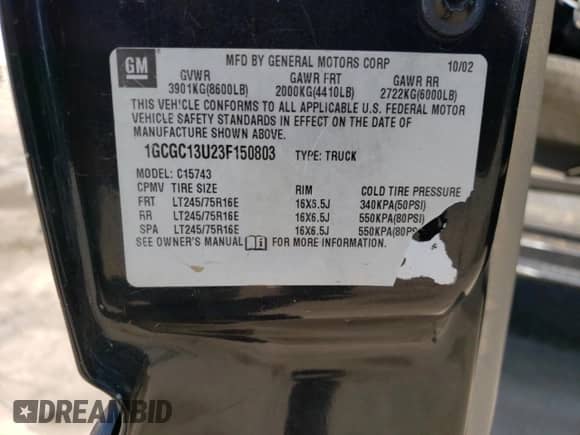 GM
MFD BY GENERAL MOTORS CORP 10/02
GVWR GAWR FRT GAWR RR
3901KG(8600LB) 2000KG(4410LB) 2722KG(6000LB)
THIS VEHICLE CONFORMS TO ALL APPLICABLE U.S. FEDERAL MOTOR
VEHICLE SAFETY STANDARDS IN EFFECT ON THE DATE OF
MANUFACTURE SHOWN ABOVE.
1GCGC13U23F150803 TYPE: TRUCK
MODEL: C15743
CPMV TIRE SIZE RIM COLD TIRE PRESSURE
FRT LT245/75R16E 16X6.5J 340KPA(50PSI)
RR LT245/75R16E 16X6.5J 550KPA(80PSI)
SPA LT245/75R16E 16X6.5J 550KPA(80PSI)
SEE OWNER'S MANUAL i FOR MORE INFORMATION.
DREAMBID